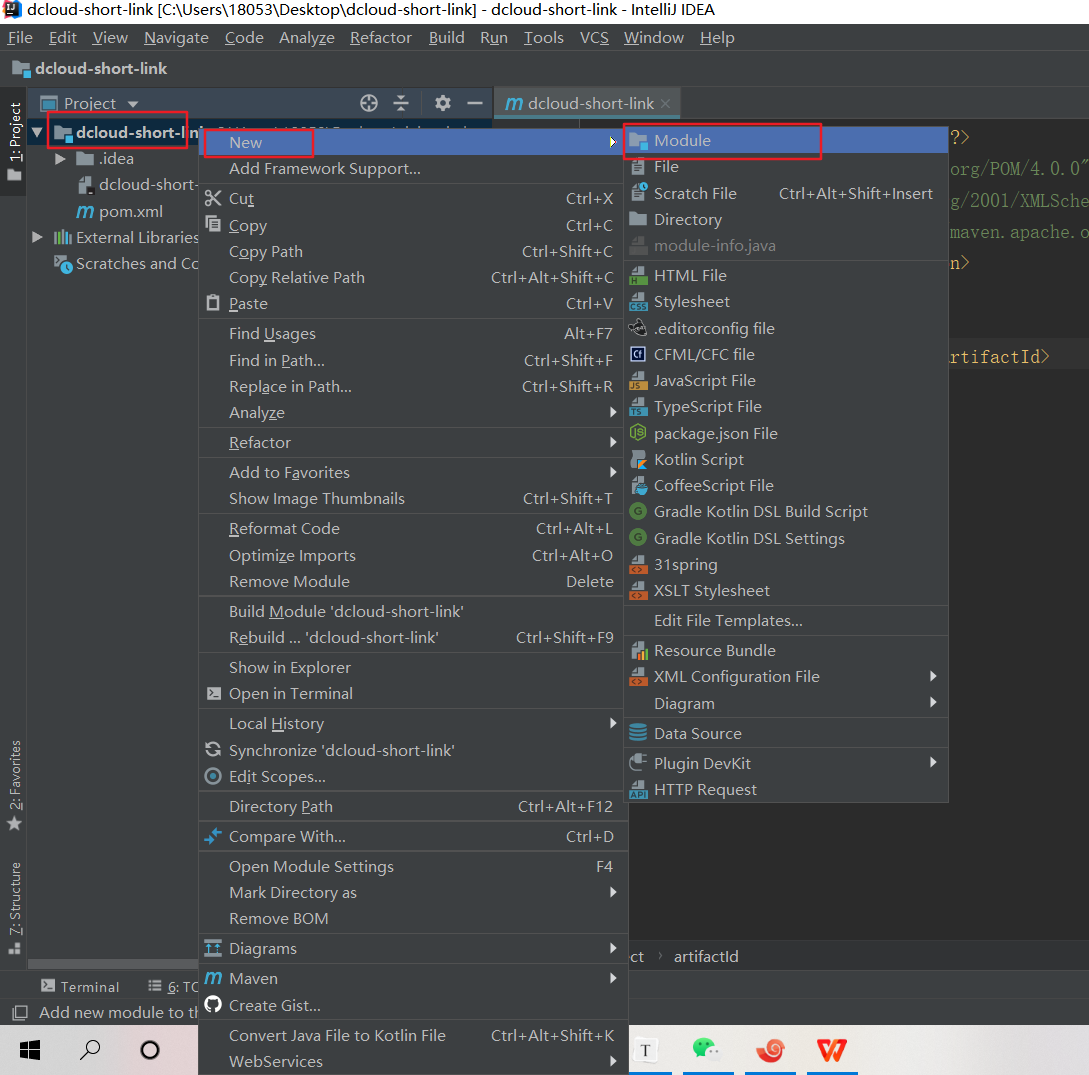 dcloud-short-link [C:\Users\18053\Desktop\dcloud-short-link] - dcloud-short-link - IntelliJ IDEA
File Edit View Navigate Code Analyze Refactor Build Run Tools VCS Window Help
dcloud-short-link
1: Project
2: Favorites
7: Structure
Project
dcloud-short-link
dcloud-short-lin
.idea
dcloud-short-
pom.xml
External Libraries
Scratches and Co
New
Add Framework Support...
Cut Ctrl+X
Copy Ctrl+C
Copy Path Ctrl+Shift+C
Copy Relative Path Ctrl+Alt+Shift+C
Paste Ctrl+V
Find Usages Alt+F7
Find in Path... Ctrl+Shift+F
Replace in Path... Ctrl+Shift+R
Analyze
Refactor
Add to Favorites
Show Image Thumbnails Ctrl+Shift+T
Reformat Code Ctrl+Alt+L
Optimize Imports Ctrl+Alt+O
Remove Module Delete
Build Module 'dcloud-short-link'
Rebuild ... 'dcloud-short-link' Ctrl+Shift+F9
Show in Explorer
Open in Terminal
Local History
Synchronize 'dcloud-short-link'
Edit Scopes...
Directory Path Ctrl+Alt+F12
Compare With... Ctrl+D
Open Module Settings F4
Mark Directory as
Remove BOM
Diagrams
Maven
Create Gist...
Convert Java File to Kotlin File Ctrl+Alt+Shift+K
WebServices
Module
File
Scratch File Ctrl+Alt+Shift+Insert
Directory
module-info.java
HTML File
Stylesheet
.editorconfig file
CFML/CFC file
JavaScript File
TypeScript File
package.json File
Kotlin Script
CoffeeScript File
Gradle Kotlin DSL Build Script
Gradle Kotlin DSL Settings
31spring
XSLT Stylesheet
Edit File Templates...
Resource Bundle
XML Configuration File
Diagram
Data Source
Plugin DevKit
HTTP Request
?>
org/POM/4.0.0"
g/2001/XMLSche
maven.apache.o
n>
rtifactId>
ct › artifactId
Terminal 6: TO
Add new module to th